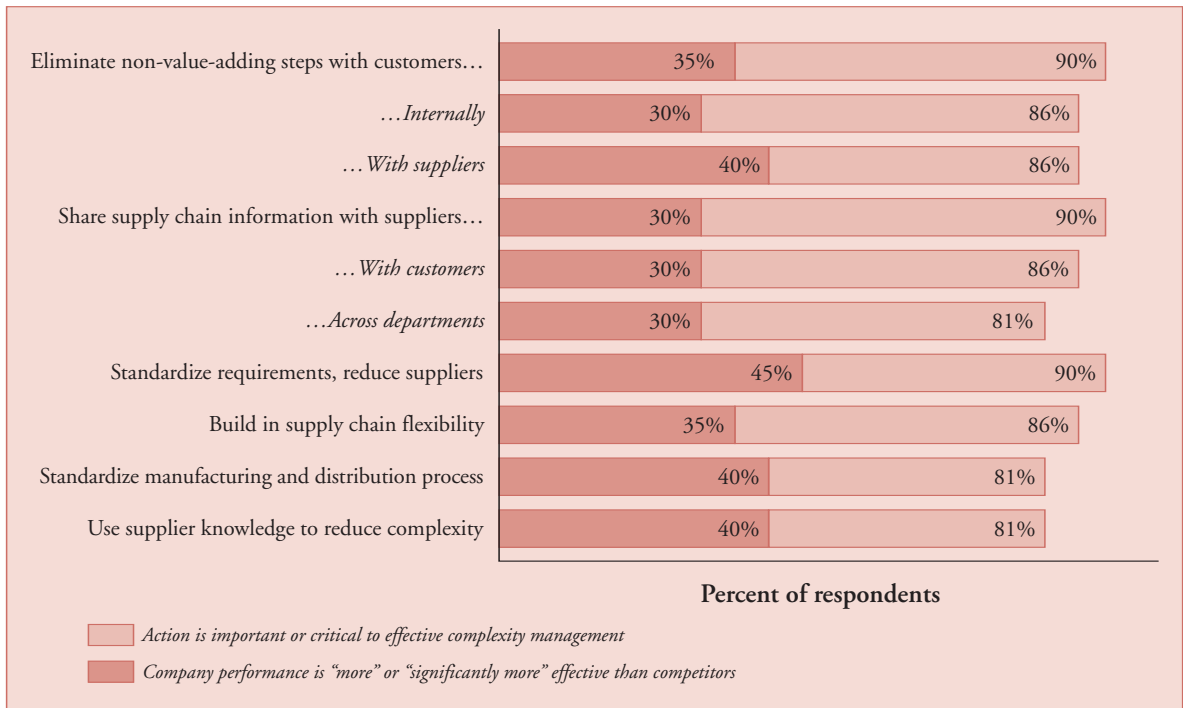 Eliminate non-value-adding steps with customers… 35% 90%
…Internally 30% 86%
…With suppliers 40% 86%
Share supply chain information with suppliers… 30% 90%
…With customers 30% 86%
…Across departments 30% 81%
Standardize requirements, reduce suppliers 45% 90%
Build in supply chain flexibility 35% 86%
Standardize manufacturing and distribution process 40% 81%
Use supplier knowledge to reduce complexity 40% 81%
Percent of respondents
Action is important or critical to effective complexity management
Company performance is “more” or “significantly more” effective than competitors